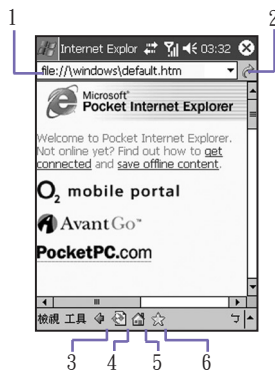 1
2
Internet Explor 03:32
file://\windows\default.htm
Microsoft®
Pocket Internet Explorer
Welcome to Pocket Internet Explorer.
Not online yet? Find out how to get
connected and save offline content.
O2 mobile portal
AvantGo™
PocketPC.com
檢視 工具 ㄅ
3
4
5
6